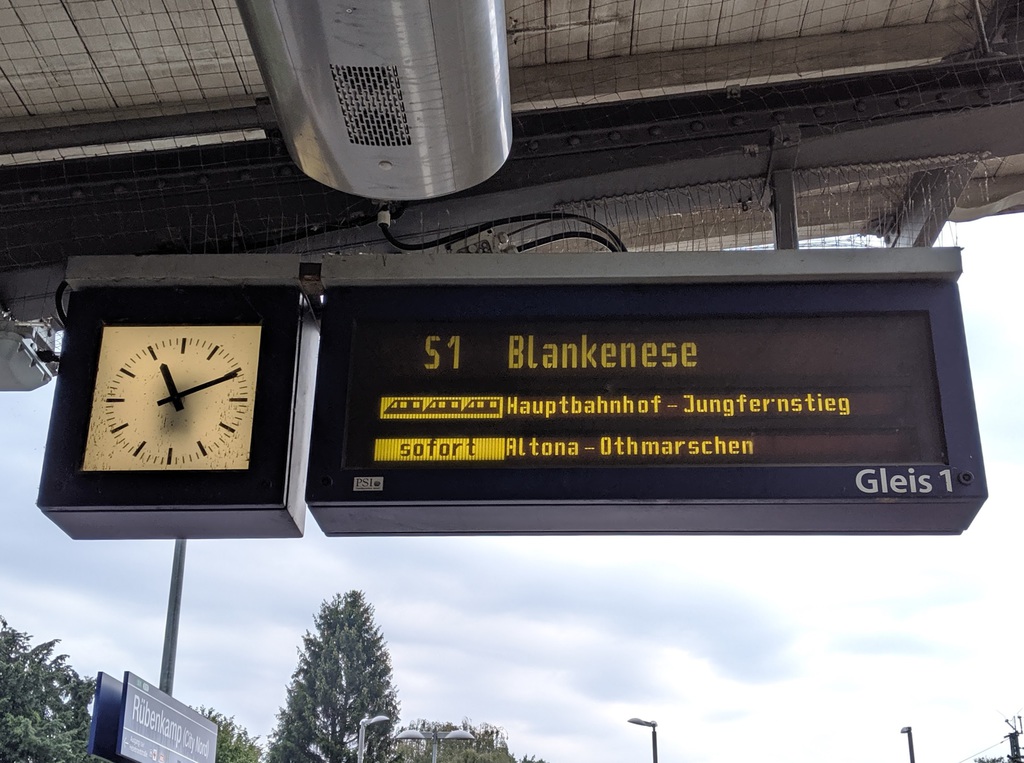 S1 Blankenese
Hauptbahnhof-Jungfernstieg
sofort Altona-Othmarschen
PSI
Gleis 1
Rübenkamp (City Nord)